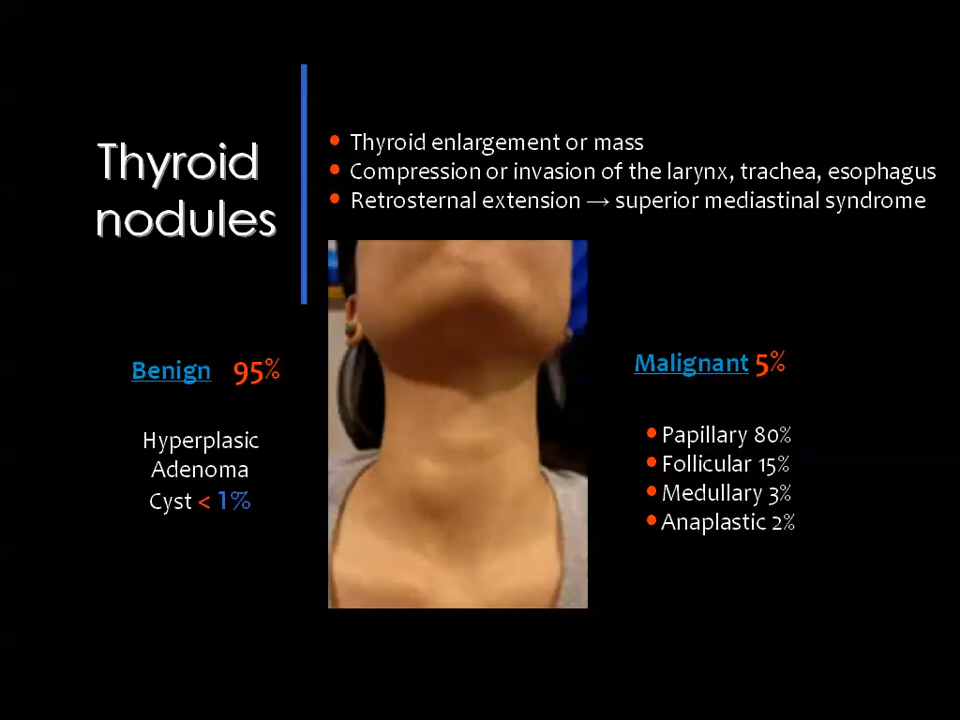 Thyroid
nodules
• Thyroid enlargement or mass
• Compression or invasion of the larynx, trachea, esophagus
• Retrosternal extension → superior mediastinal syndrome
Benign 95%
Hyperplasic
Adenoma
Cyst < 1%
Malignant 5%
• Papillary 80%
• Follicular 15%
• Medullary 3%
• Anaplastic 2%